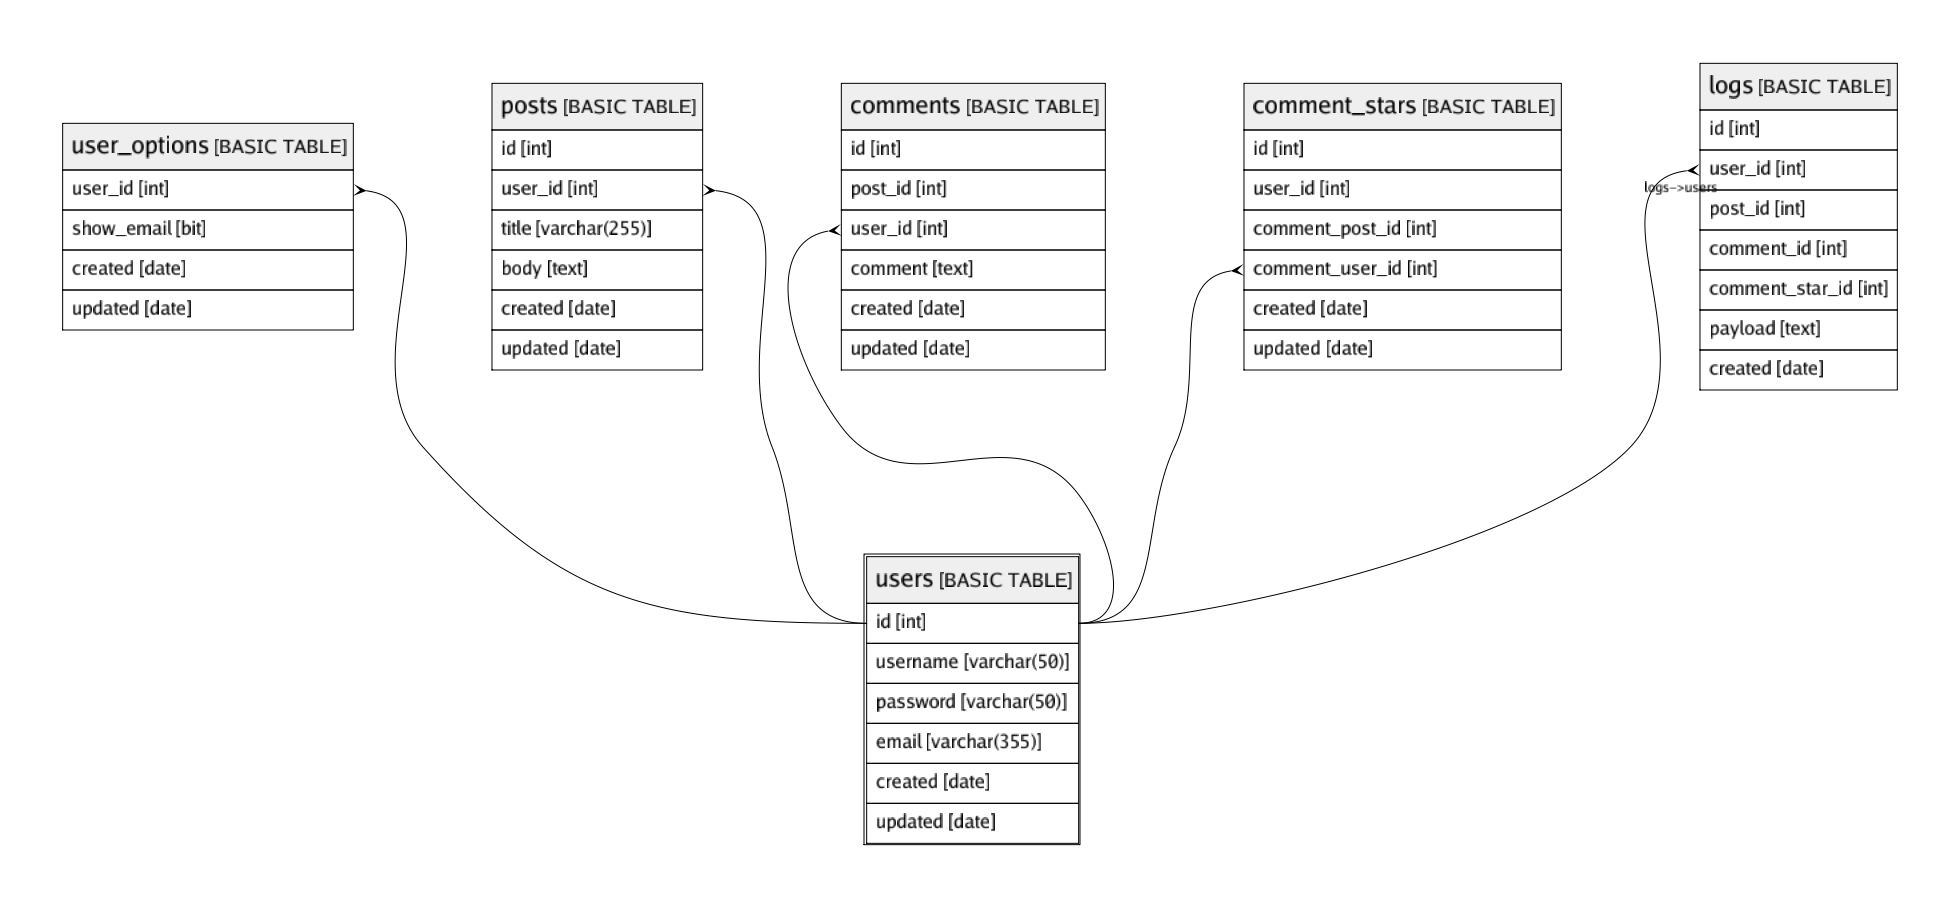 user_options [BASIC TABLE]
user_id [int]
show_email [bit]
created [date]
updated [date]
posts [BASIC TABLE]
id [int]
user_id [int]
title [varchar(255)]
body [text]
created [date]
updated [date]
comments [BASIC TABLE]
id [int]
post_id [int]
user_id [int]
comment [text]
created [date]
updated [date]
comment_stars [BASIC TABLE]
id [int]
user_id [int]
comment_post_id [int]
comment_user_id [int]
created [date]
updated [date]
logs [BASIC TABLE]
id [int]
user_id [int]
logs->users
post_id [int]
comment_id [int]
comment_star_id [int]
payload [text]
created [date]
users [BASIC TABLE]
id [int]
username [varchar(50)]
password [varchar(50)]
email [varchar(355)]
created [date]
updated [date]